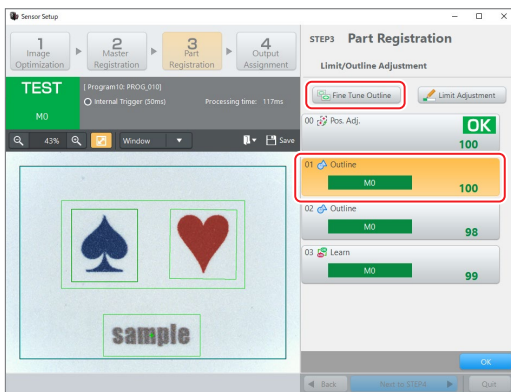 Sensor Setup
1
Image
Optimization
2
Master
Registration
3
Part
Registration
4
Output
Assignment
STEP3 Part Registration
Limit/Outline Adjustment
TEST
M0
[ Program10: PROG_010]
Internal Trigger (50ms)
Processing time: 117ms
43%
Window
Save
Fine Tune Outline
Limit Adjustment
00 Pos. Adj.
OK
100
01 Outline
M0
100
02 Outline
M0
98
03 Learn
M0
99
sample
OK
Back
Next to STEP4
Quit